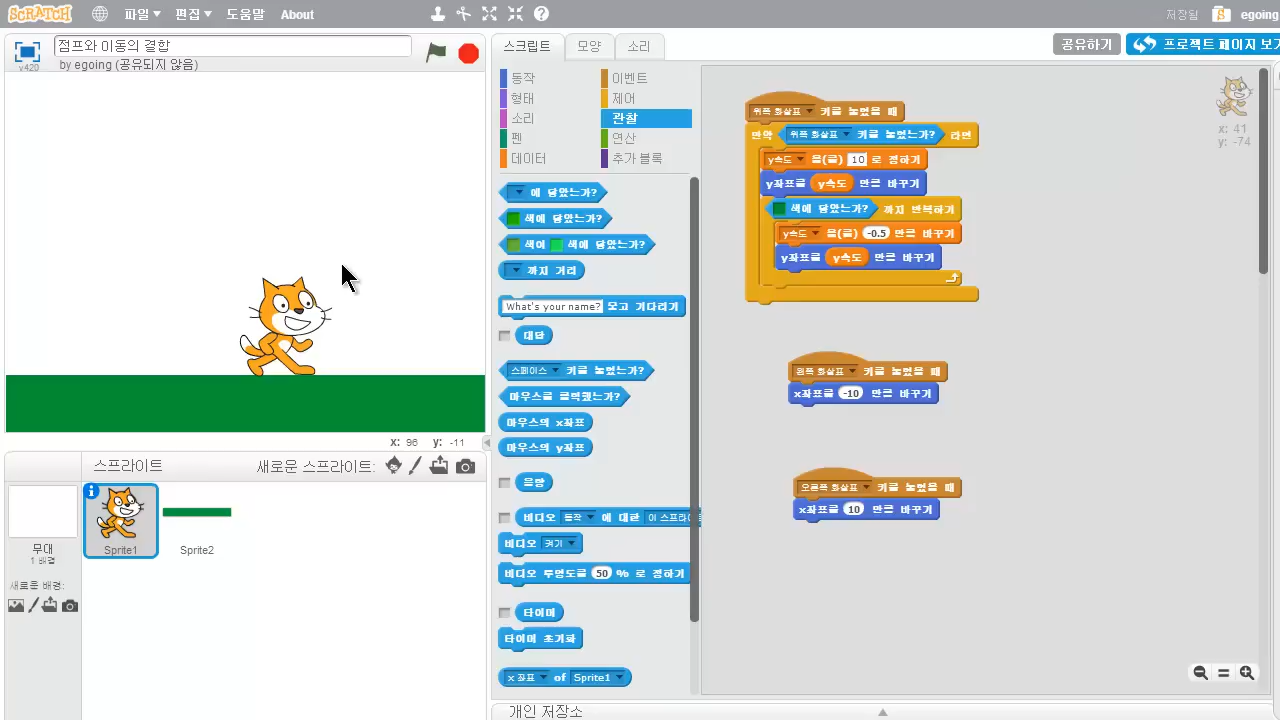 SCRATCH 파일 편집 도움말 About 저장됨 egoing
점프와 이동의 결합
by egoing (공유되지 않음)
v420
스크립트 모양 소리
공유하기 프로젝트 페이지 보기
동작 이벤트
형태 제어
소리 관찰
펜 연산
데이터 추가 블록
에 닿았는가?
색에 닿았는가?
색이 색에 닿았는가?
까지 거리
What's your name? 묻고 기다리기
대답
스페이스 키를 눌렀는가?
마우스를 클릭했는가?
마우스의 x좌표
마우스의 y좌표
음량
비디오 동작 에 대한 이 스프라이
비디오 켜기
비디오 투명도를 50 % 로 정하기
타이머
타이머 초기화
x 좌표 of Sprite1
위쪽 화살표 키를 눌렀을 때
만약 위쪽 화살표 키를 눌렀는가? 라면
y속도 을(를) 10 로 정하기
y좌표를 y속도 만큼 바꾸기
색에 닿았는가? 까지 반복하기
y속도 을(를) -0.5 만큼 바꾸기
y좌표를 y속도 만큼 바꾸기
왼쪽 화살표 키를 눌렀을 때
x좌표를 -10 만큼 바꾸기
오른쪽 화살표 키를 눌렀을 때
x좌표를 10 만큼 바꾸기
x: 41
y: -74
x: 96 y: -11
스프라이트 새로운 스프라이트:
무대
1 배경
새로운 배경:
Sprite1
Sprite2
개인 저장소